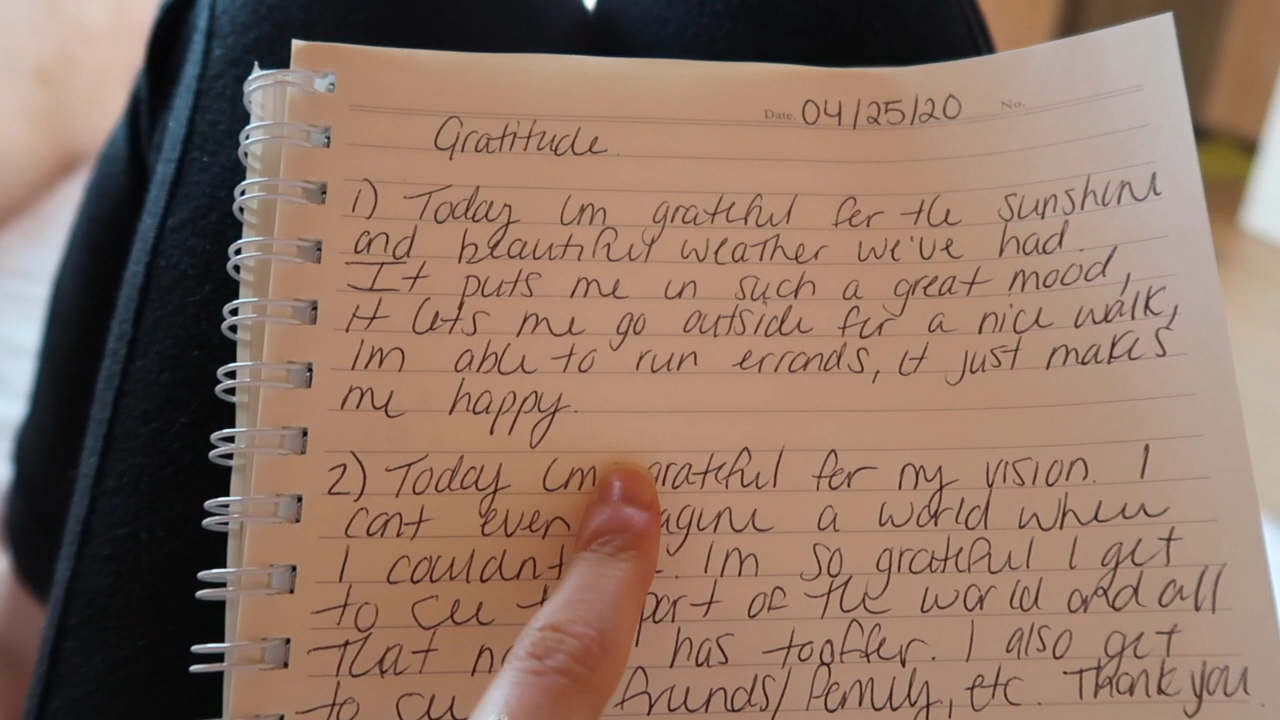 Date. 04/25/20 No.
Gratitude
1) Today Im grateful for the sunshine
and beautiful weather we've had.
It puts me in such a great mood,
it lets me go outside for a nice walk,
Im able to run errands, it just makes
me happy.
2) Today Im grateful for my vision. I
cant even a world where
I couldnt Im so grateful I get
to see part of the world and all
that has to offer. I also get
to see friends/family, etc. Thank you